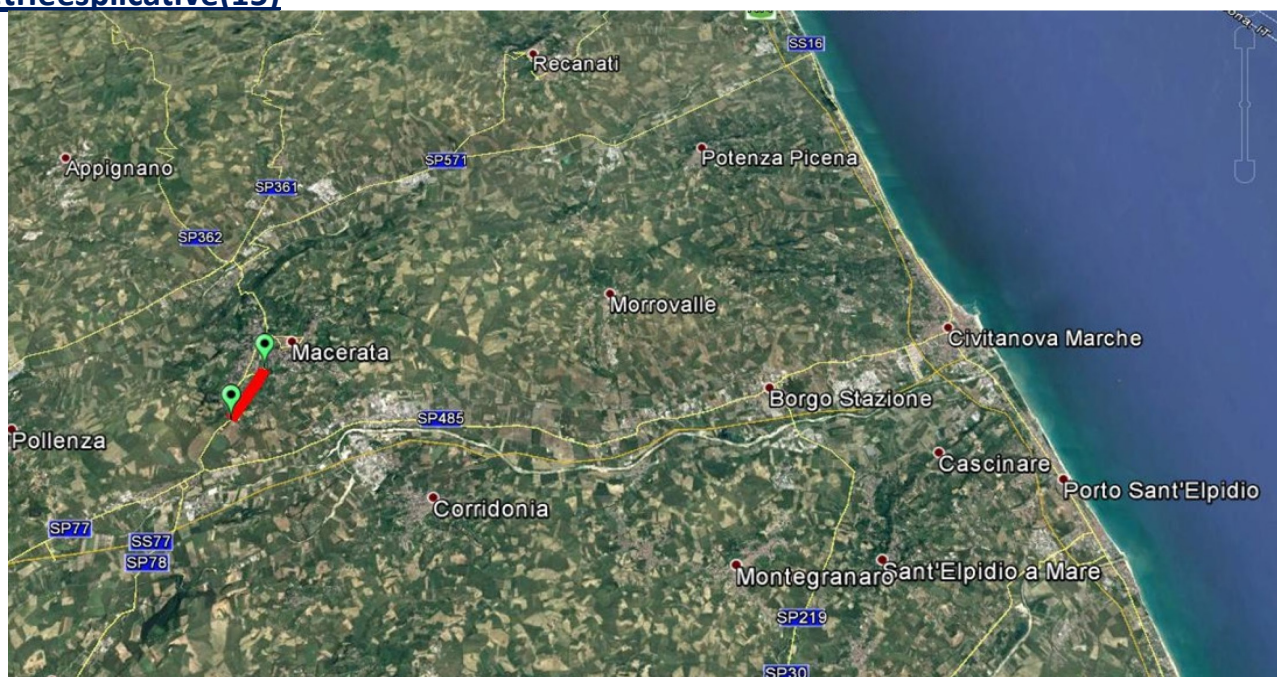 SS16
Recanati
Potenza Picena
SP571
Appignano
SP361
SP362
Morrovalle
Civitanova Marche
Macerata
Borgo Stazione
SP485
Pollenza
Cascinare
Porto Sant'Elpidio
Corridonia
SP77
SS77
SP78
Montegranaro
Sant'Elpidio a Mare
SP219
SP30